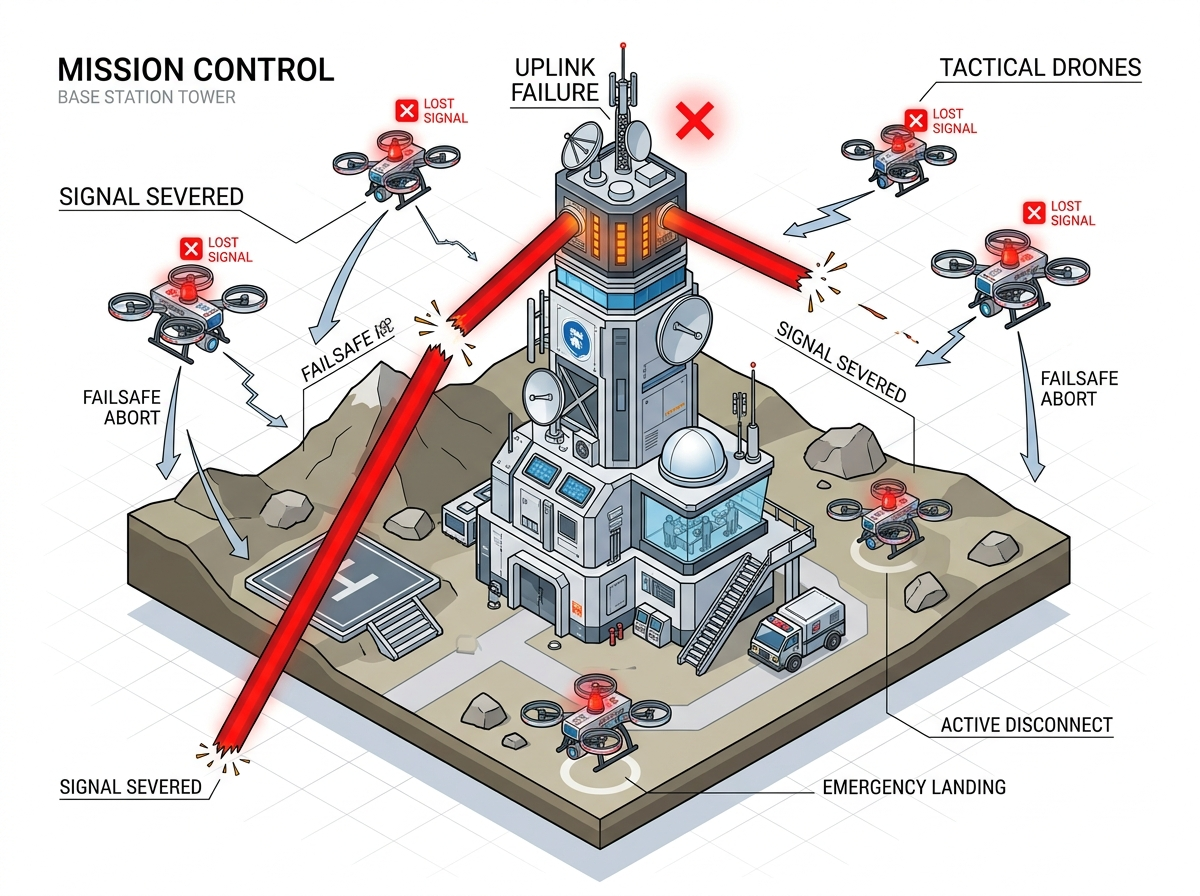 MISSION CONTROL
BASE STATION TOWER
UPLINK
FAILURE
TACTICAL DRONES
LOST
SIGNAL
LOST
SIGNAL
SIGNAL SEVERED
LOST
SIGNAL
LOST
SIGNAL
FAILSAFE
SIGNAL SEVERED
FAILSAFE
ABORT
FAILSAFE
ABORT
H
ACTIVE DISCONNECT
SIGNAL SEVERED
EMERGENCY LANDING